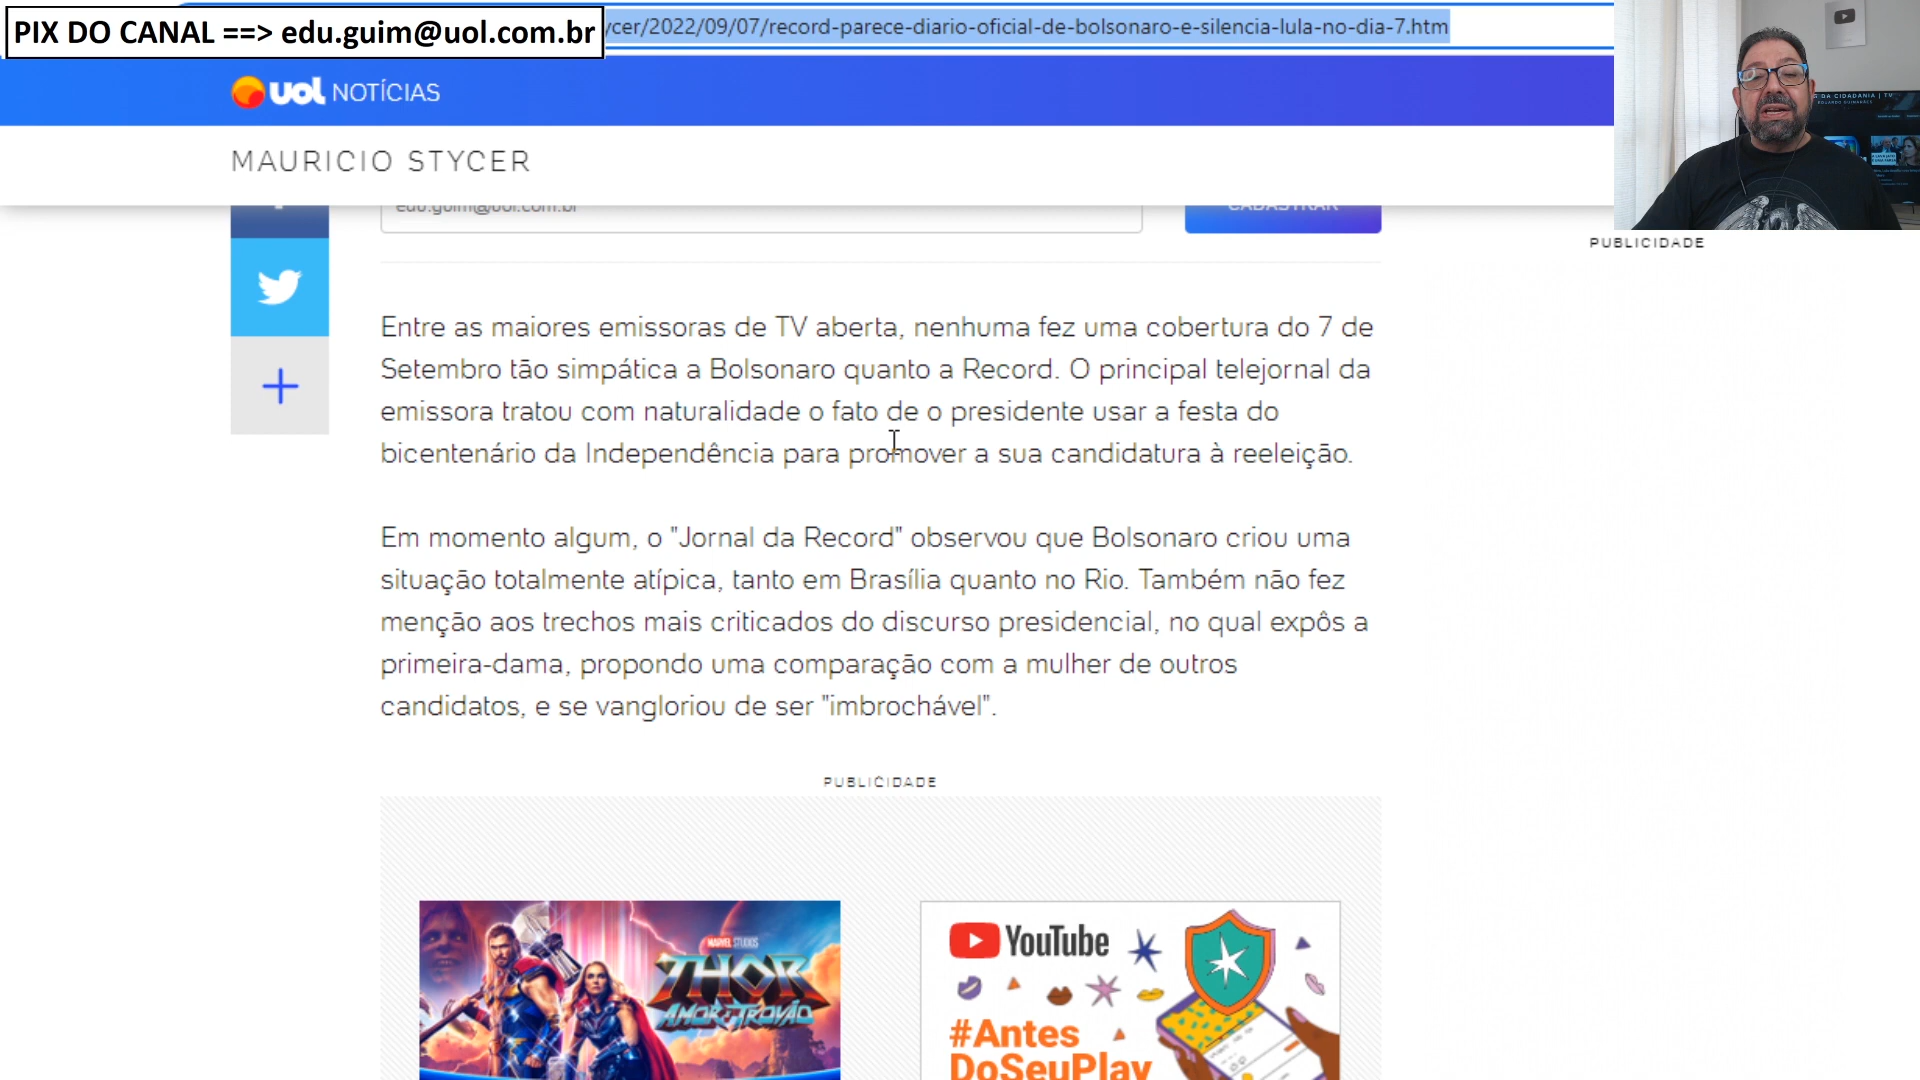 PIX DO CANAL ==> edu.guim@uol.com.br
ycer/2022/09/07/record-parece-diario-oficial-de-bolsonaro-e-silencia-lula-no-dia-7.htm
uol NOTÍCIAS
DA CIDADANIA | TV
EDUARDO GUIMARÃES
MAURICIO STYCER
edu.guim@uol.com.br
CADASTRAR
PUBLICIDADE
Entre as maiores emissoras de TV aberta, nenhuma fez uma cobertura do 7 de
Setembro tão simpática a Bolsonaro quanto a Record. O principal telejornal da
emissora tratou com naturalidade o fato de o presidente usar a festa do
bicentenário da Independência para promover a sua candidatura à reeleição.
Em momento algum, o "Jornal da Record" observou que Bolsonaro criou uma
situação totalmente atípica, tanto em Brasília quanto no Rio. Também não fez
menção aos trechos mais criticados do discurso presidencial, no qual expôs a
primeira-dama, propondo uma comparação com a mulher de outros
candidatos, e se vangloriou de ser "imbrochável".
PUBLICIDADE
MARVEL STUDIOS
THOR
AMOR E TROVÃO
YouTube
#Antes
DoSeuPlay